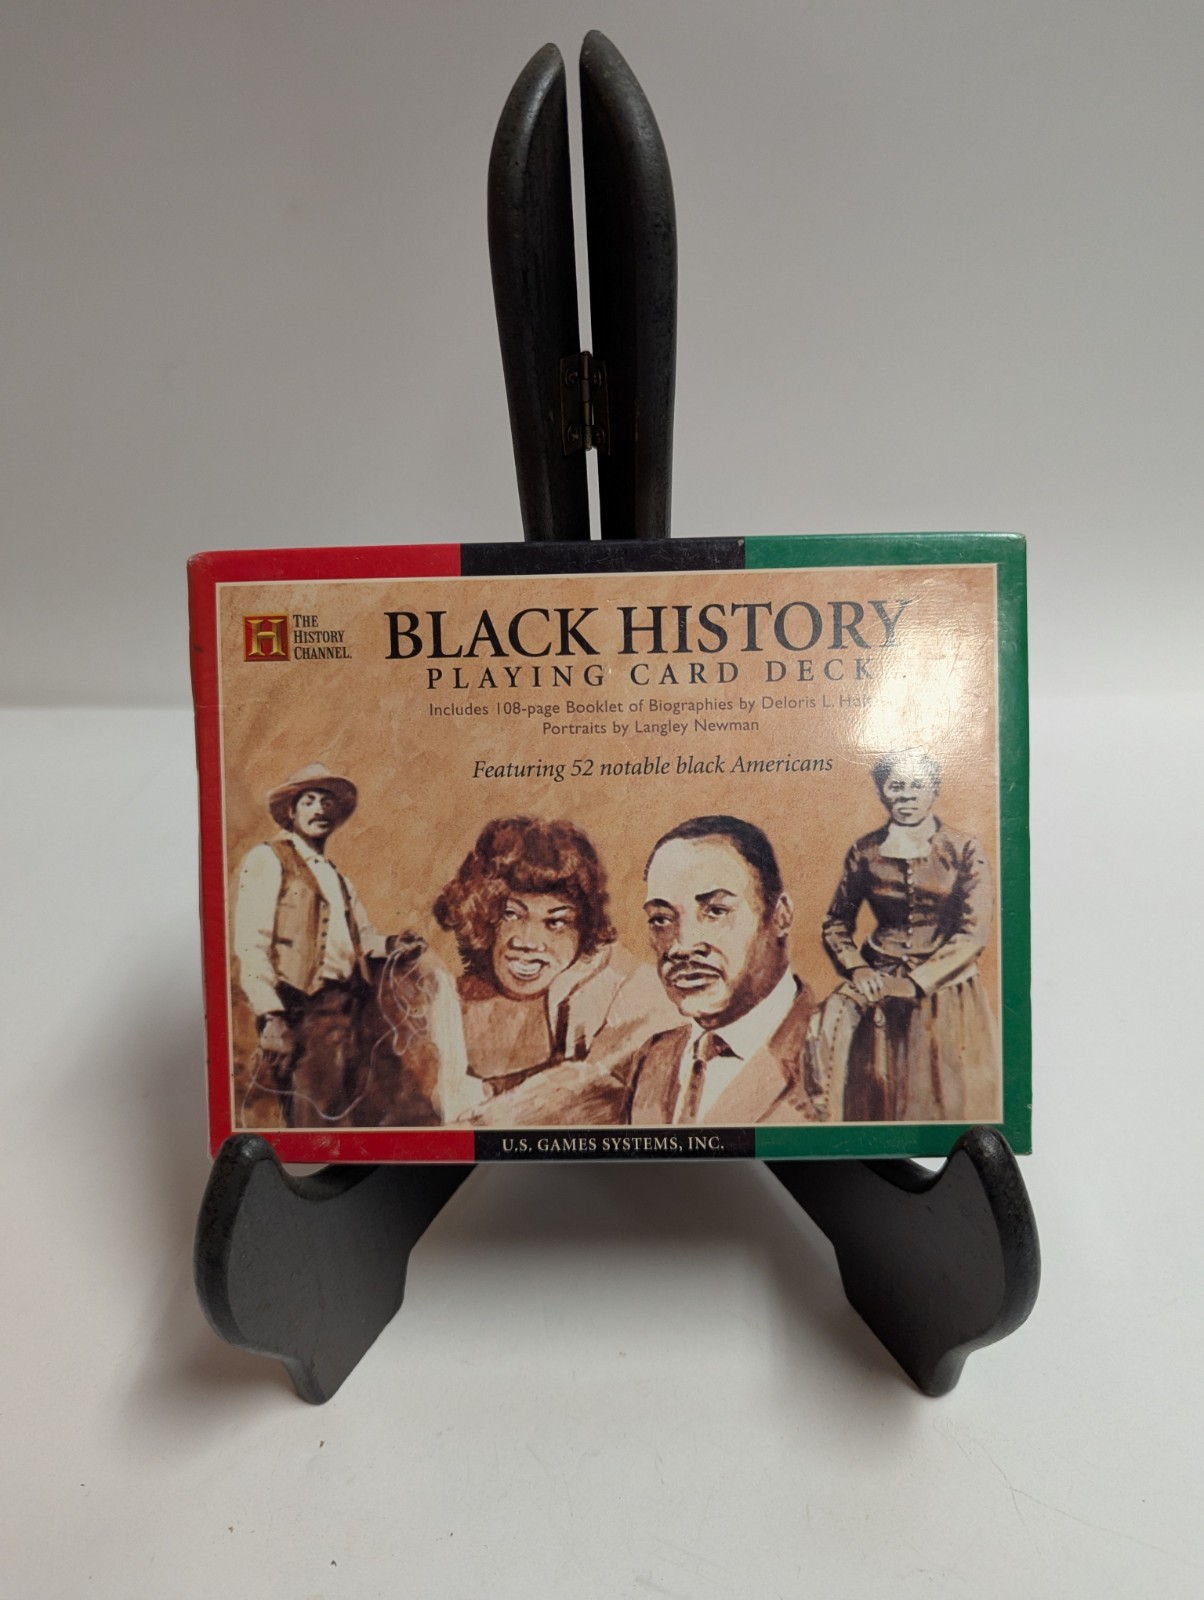 H
THE
HISTORY
CHANNEL.
BLACK HISTORY
PLAYING CARD DECK
Includes 108-page Booklet of Biographies by Deloris L.
Portraits by Langley Newman
Featuring 52 notable black Americans
U.S. GAMES SYSTEMS, INC.